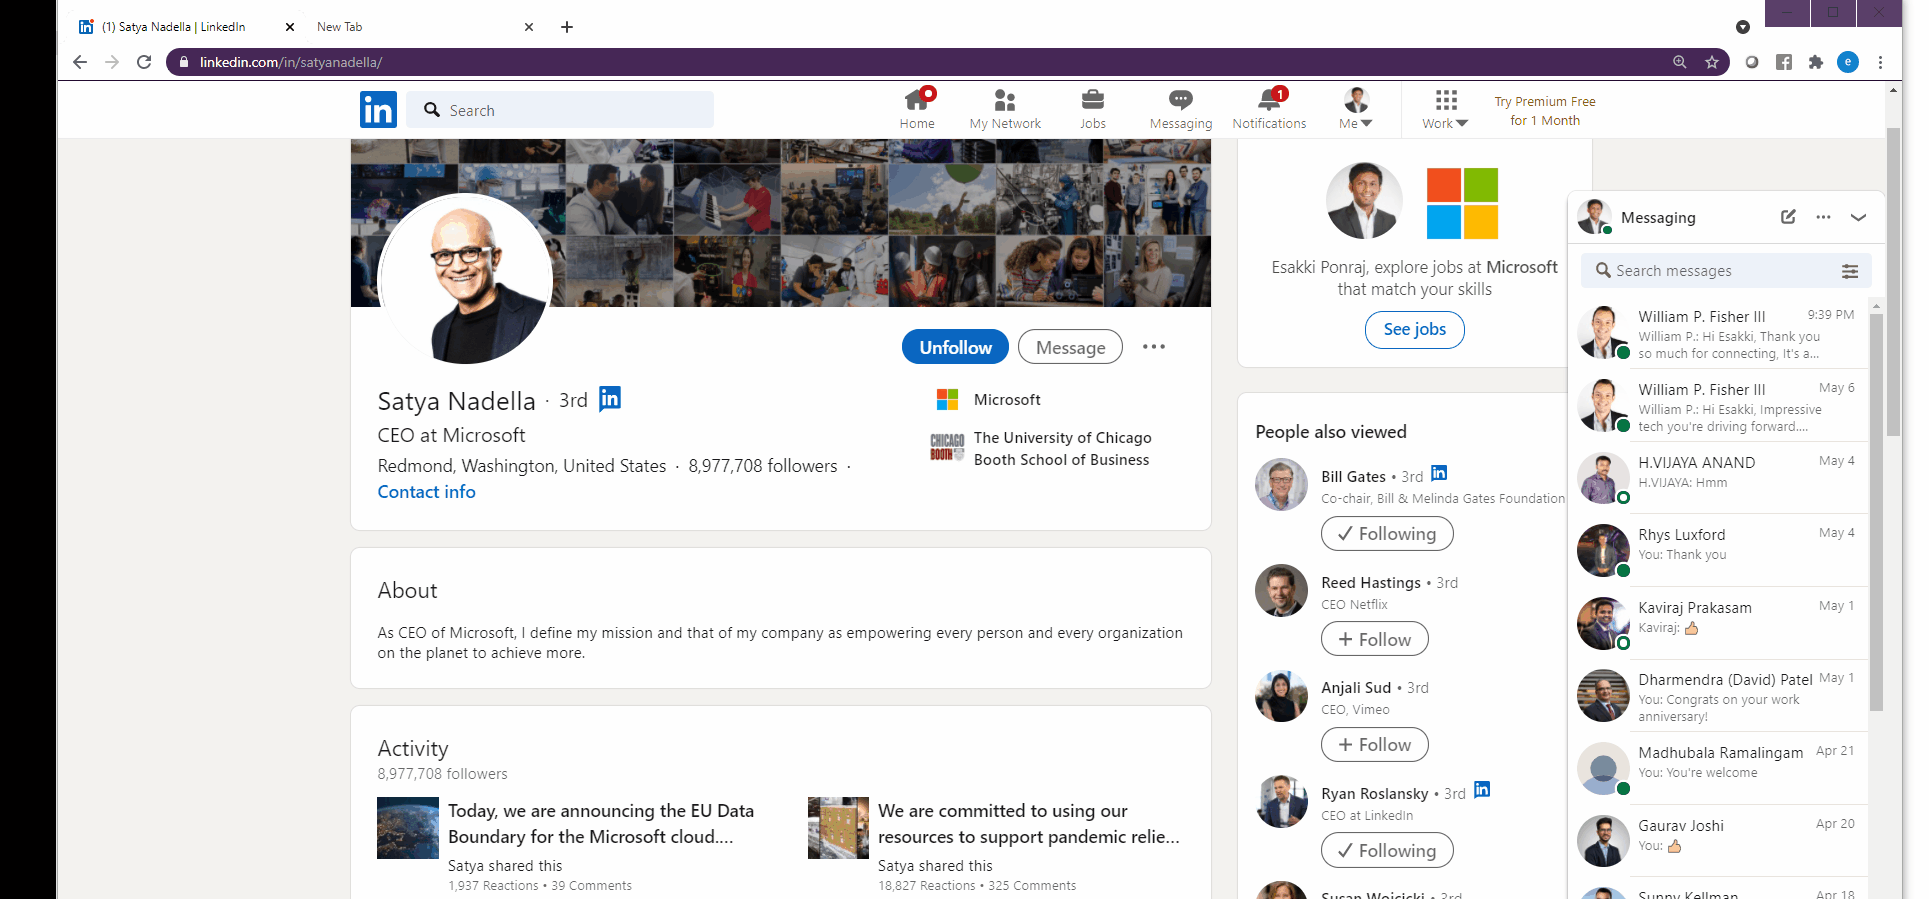 (1) Satya Nadella | LinkedIn
New Tab
linkedin.com/in/satyanadella/
e
in
Search
Home
My Network
Jobs
Messaging
1
Notifications
Me
Work
Try Premium Free
for 1 Month
Unfollow
Message
Satya Nadella · 3rd in
CEO at Microsoft
Redmond, Washington, United States · 8,977,708 followers ·
Contact info
Microsoft
CHICAGO
BOOTH
The University of Chicago
Booth School of Business
About
As CEO of Microsoft, I define my mission and that of my company as empowering every person and every organization
on the planet to achieve more.
Activity
8,977,708 followers
Today, we are announcing the EU Data
Boundary for the Microsoft cloud....
Satya shared this
1,937 Reactions • 39 Comments
We are committed to using our
resources to support pandemic relie...
Satya shared this
18,827 Reactions • 325 Comments
Esakki Ponraj, explore jobs at Microsoft
that match your skills
See jobs
People also viewed
Bill Gates • 3rd in
Co-chair, Bill & Melinda Gates Foundation
Following
Reed Hastings • 3rd
CEO Netflix
+ Follow
Anjali Sud • 3rd
CEO, Vimeo
+ Follow
Ryan Roslansky • 3rd in
CEO at LinkedIn
Following
Susan Wojcicki • 3rd
Messaging
Search messages
William P. Fisher III 9:39 PM
William P.: Hi Esakki, Thank you
so much for connecting, It's a...
William P. Fisher III May 6
William P.: Hi Esakki, Impressive
tech you're driving forward....
H.VIJAYA ANAND May 4
H.VIJAYA: Hmm
Rhys Luxford May 4
You: Thank you
Kaviraj Prakasam May 1
Kaviraj: 👍
Dharmendra (David) Patel May 1
You: Congrats on your work
anniversary!
Madhubala Ramalingam Apr 21
You: You're welcome
Gaurav Joshi Apr 20
You: 👍
Sunny Kellman Apr 18